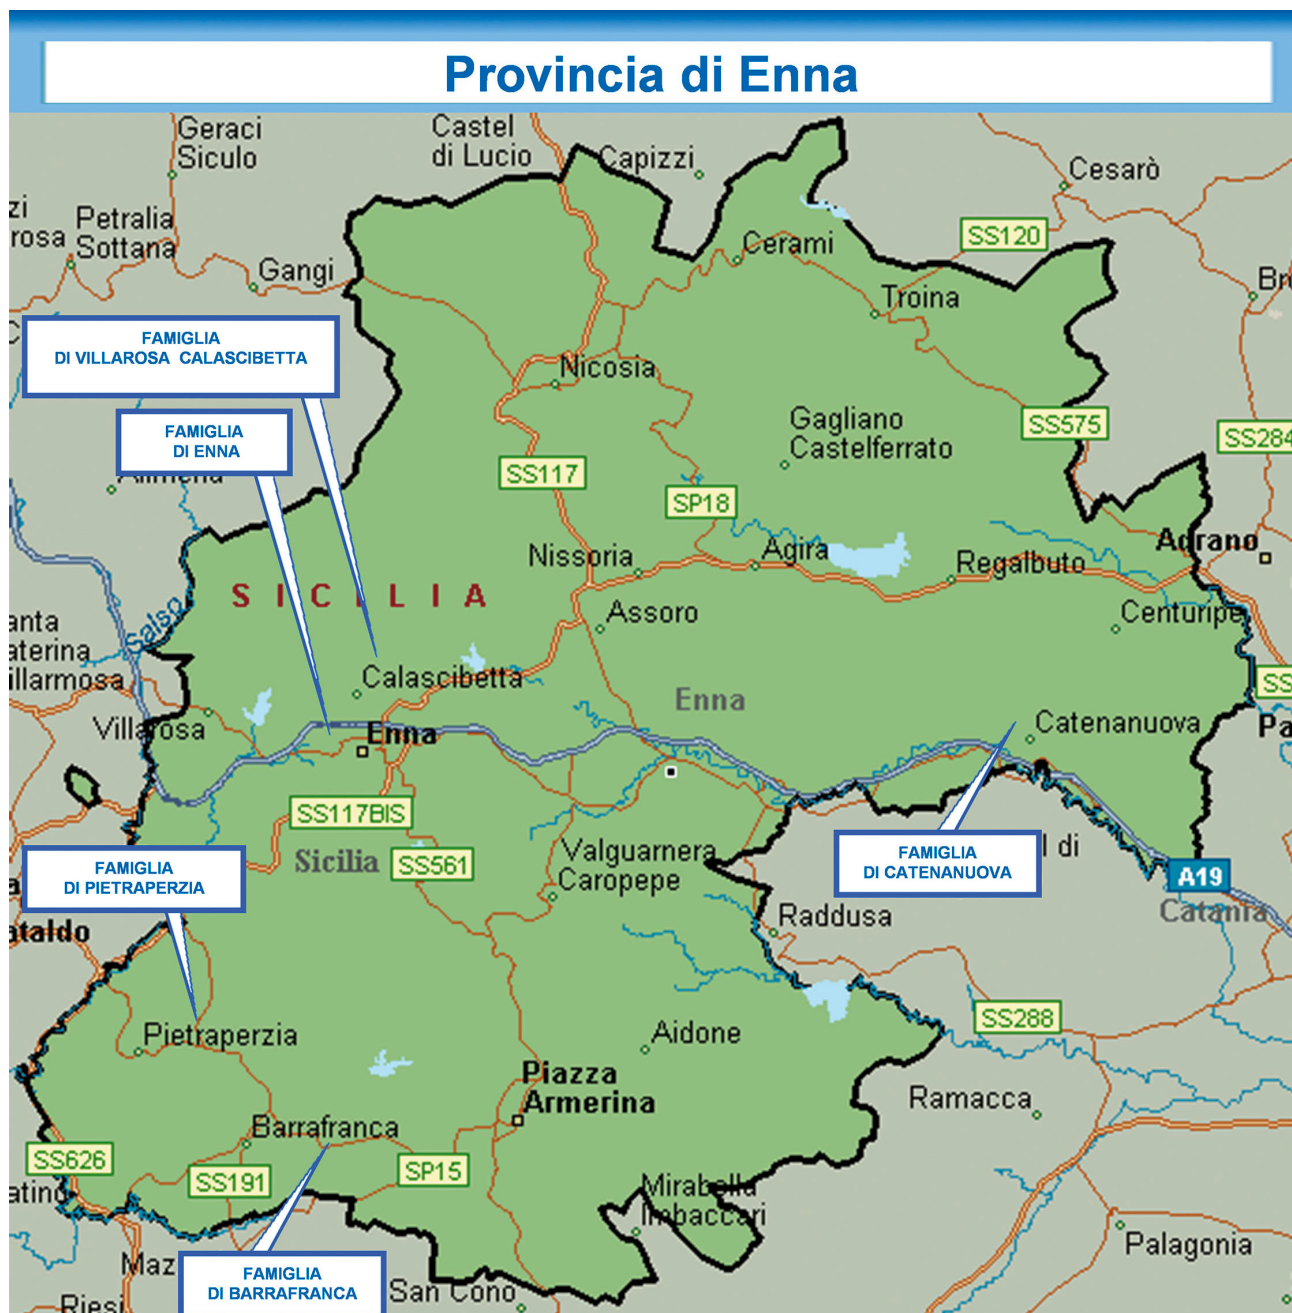 Provincia di Enna
Geraci
Siculo
Castel
di Lucio
Capizzi
Cesarò
Petralia
Sottana
Gangi
Cerami
SS120
Troina
FAMIGLIA
DI VILLAROSA CALASCIBETTA
Nicosia
FAMIGLIA
DI ENNA
Gagliano
Castelferrato
SS575
SS284
SS117
SP18
Nissoria
Agira
Regalbuto
Adrano
SICILIA
Salso
Assoro
Centuripe
Calascibetta
Enna
Villarosa
Enna
Catenanuova
SS117BIS
Sicilia
SS561
Valguarnera
Caropepe
FAMIGLIA
DI CATENANUOVA
A19
Catania
FAMIGLIA
DI PIETRAPERZIA
Raddusa
SS288
Pietraperzia
Aidone
Piazza
Armerina
Ramacca
Barrafranca
SS626
SS191
SP15
Mirabella
Imbaccari
Palagonia
FAMIGLIA
DI BARRAFRANCA
San Cono
Riesi